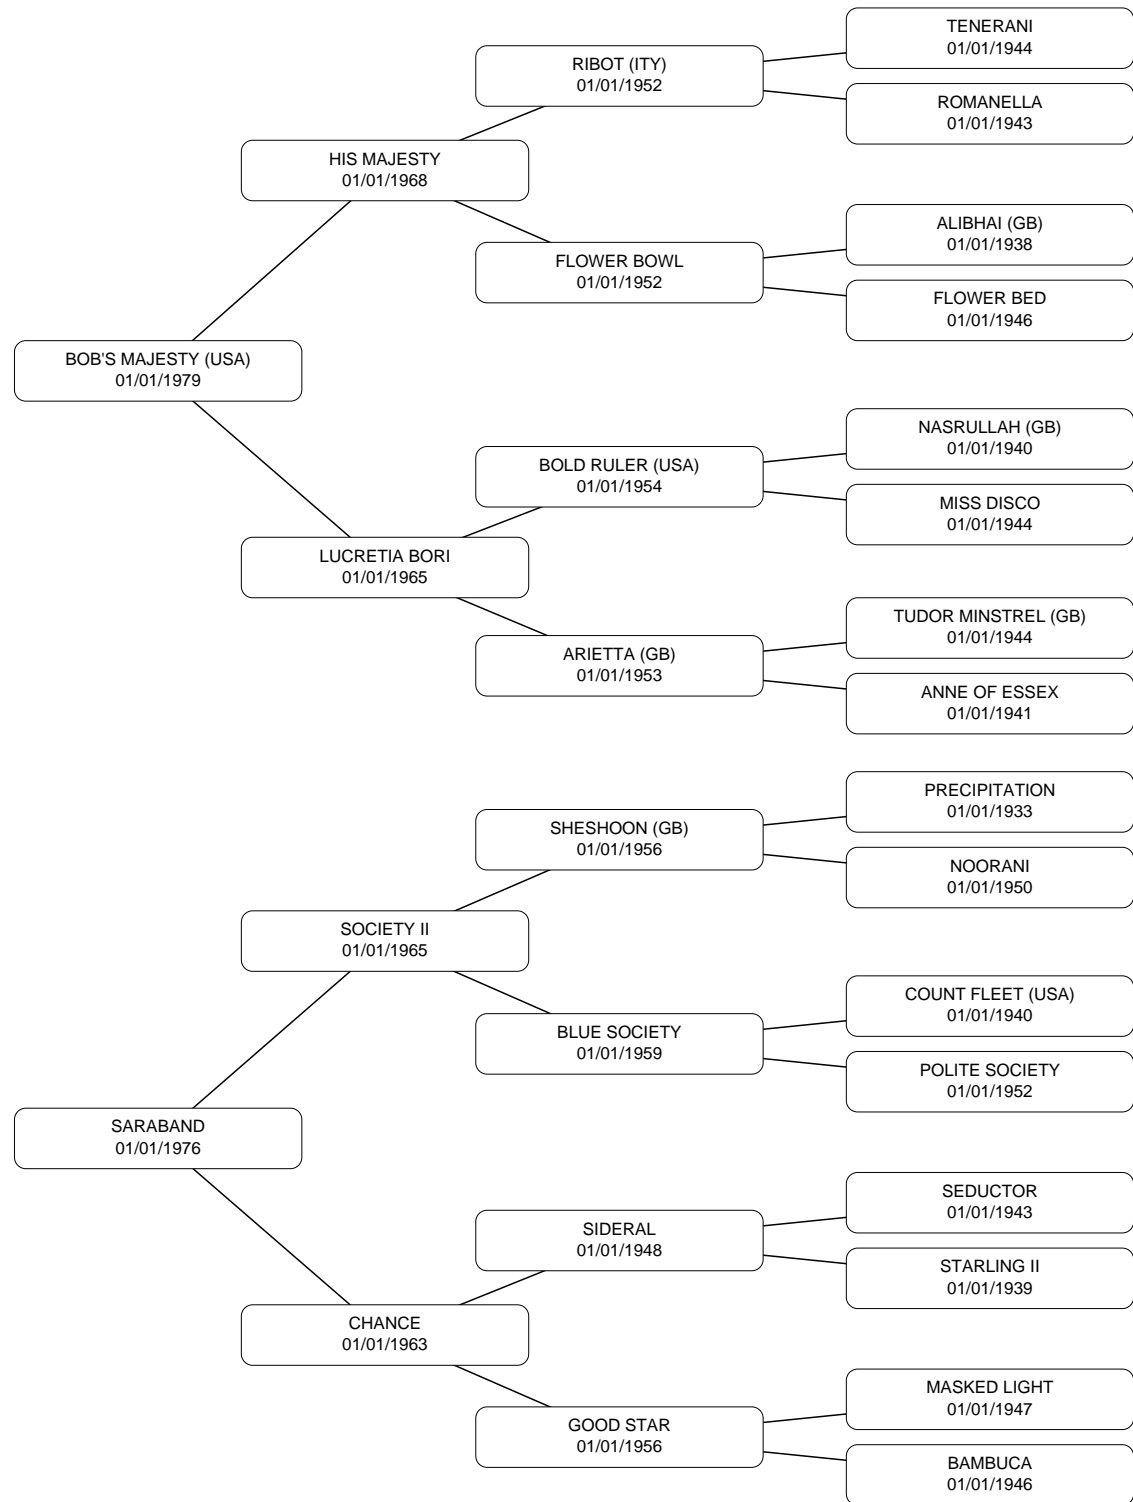 TENERANI
01/01/1944
RIBOT (ITY)
01/01/1952
ROMANELLA
01/01/1943
HIS MAJESTY
01/01/1968
ALIBHAI (GB)
01/01/1938
FLOWER BOWL
01/01/1952
FLOWER BED
01/01/1946
BOB'S MAJESTY (USA)
01/01/1979
NASRULLAH (GB)
01/01/1940
BOLD RULER (USA)
01/01/1954
MISS DISCO
01/01/1944
LUCRETIA BORI
01/01/1965
TUDOR MINSTREL (GB)
01/01/1944
ARIETTA (GB)
01/01/1953
ANNE OF ESSEX
01/01/1941
PRECIPITATION
01/01/1933
SHESHOON (GB)
01/01/1956
NOORANI
01/01/1950
SOCIETY II
01/01/1965
COUNT FLEET (USA)
01/01/1940
BLUE SOCIETY
01/01/1959
POLITE SOCIETY
01/01/1952
SARABAND
01/01/1976
SEDUCTOR
01/01/1943
SIDERAL
01/01/1948
STARLING II
01/01/1939
CHANCE
01/01/1963
MASKED LIGHT
01/01/1947
GOOD STAR
01/01/1956
BAMBUCA
01/01/1946